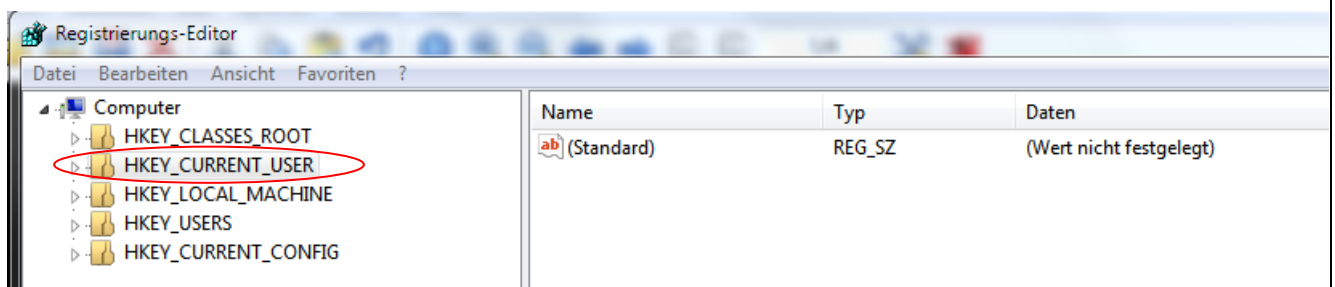 Registrierungs-Editor
Datei Bearbeiten Ansicht Favoriten ?
Computer
HKEY_CLASSES_ROOT
HKEY_CURRENT_USER
HKEY_LOCAL_MACHINE
HKEY_USERS
HKEY_CURRENT_CONFIG
Name Typ Daten
ab (Standard) REG_SZ (Wert nicht festgelegt)